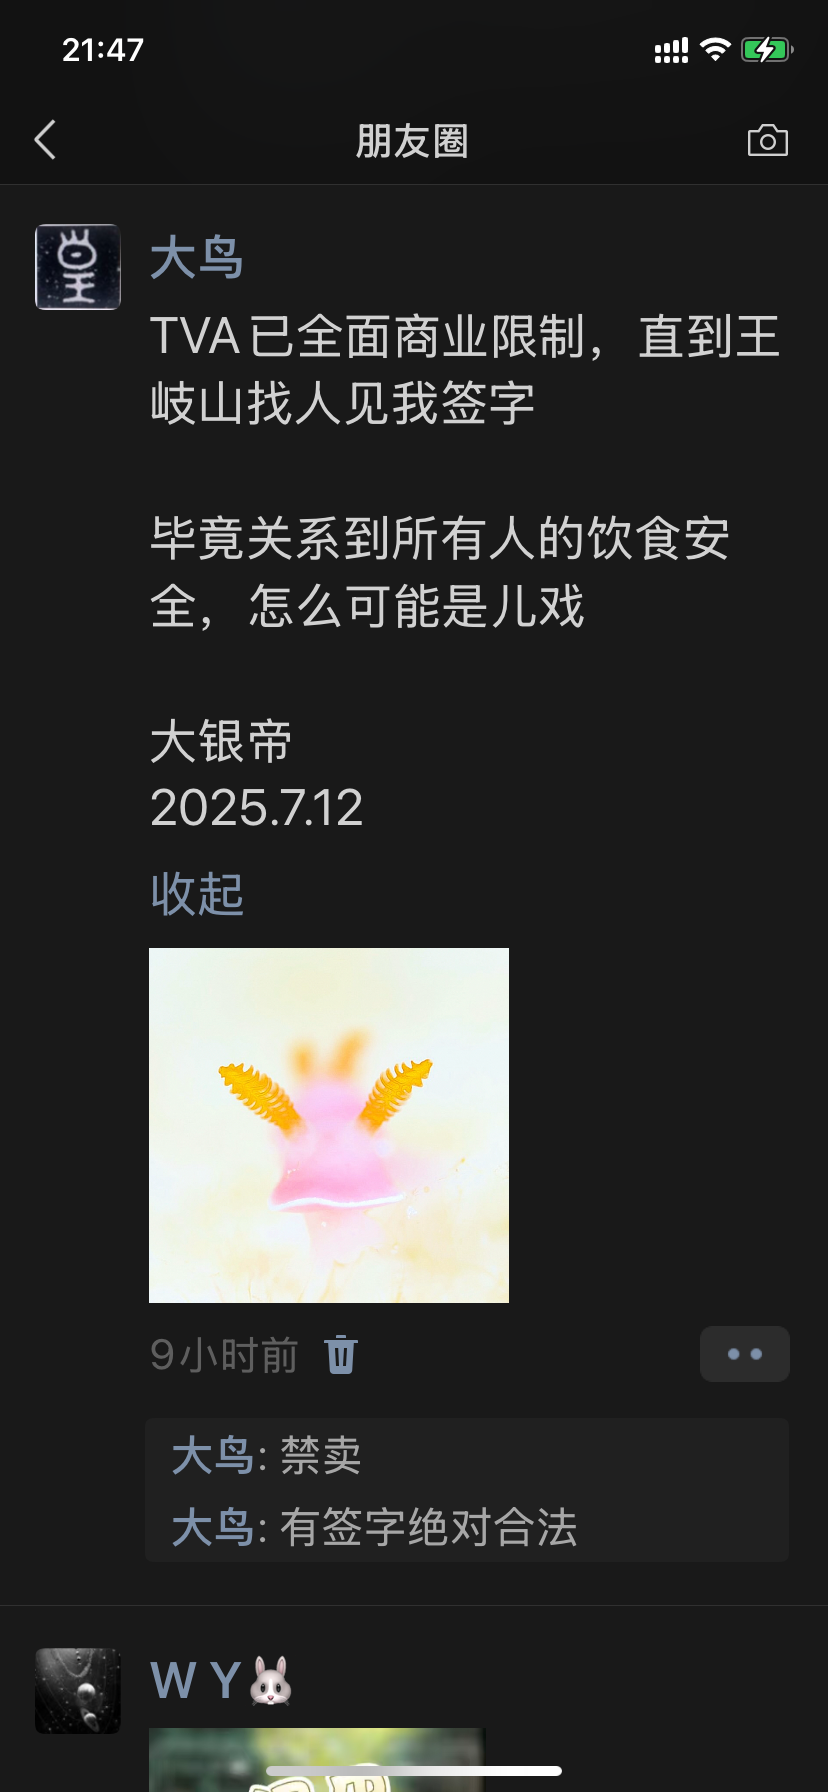 21:47
朋友圈
大鸟
TVA已全面商业限制，直到王
岐山找人见我签字
毕竟关系到所有人的饮食安
全，怎么可能是儿戏
大银帝
2025.7.12
收起
9小时前
大鸟: 禁卖
大鸟: 有签字绝对合法
W Y🐰